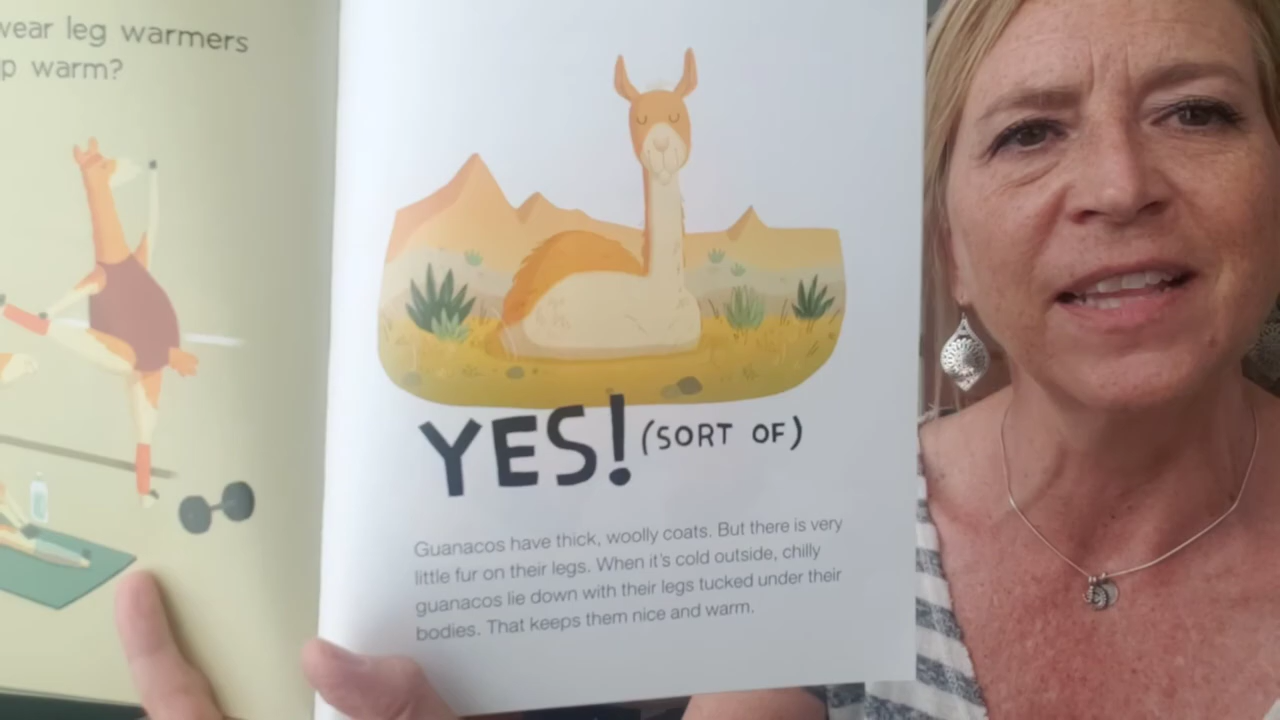 wear leg warmers
p warm?
YES! (SORT OF)
Guanacos have thick, woolly coats. But there is very
little fur on their legs. When it's cold outside, chilly
guanacos lie down with their legs tucked under their
bodies. That keeps them nice and warm.